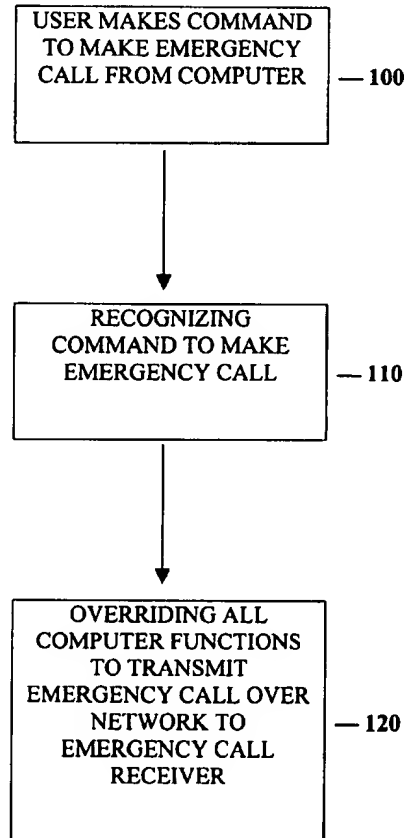 USER MAKES COMMAND
TO MAKE EMERGENCY
CALL FROM COMPUTER
— 100
RECOGNIZING
COMMAND TO MAKE
EMERGENCY CALL
— 110
OVERRIDING ALL
COMPUTER FUNCTIONS
TO TRANSMIT
EMERGENCY CALL OVER
NETWORK TO
EMERGENCY CALL
RECEIVER
— 120